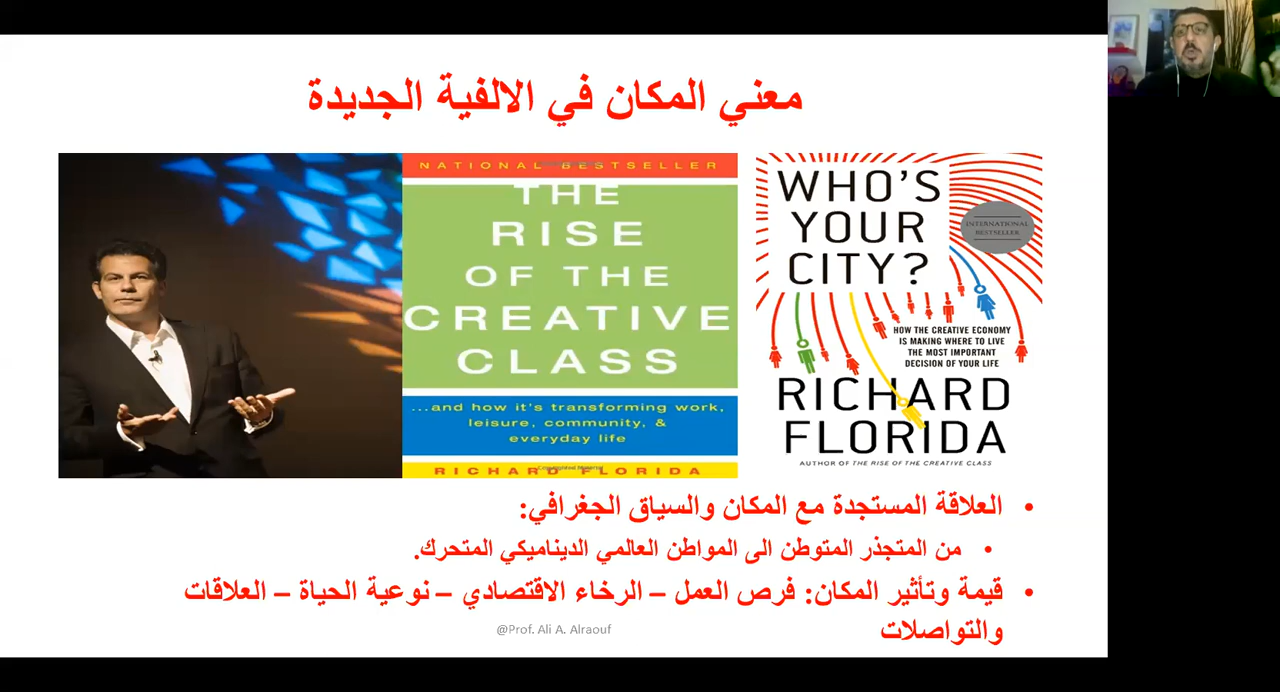 معني المكان في الالفية الجديدة
NATIONAL BESTSELLER
THE
RISE
OF THE
CREATIVE
CLASS
...and how it's transforming work,
leisure, community, &
everyday life
RICHARD FLORIDA
WHO'S
YOUR
CITY?
INTERNATIONAL
BESTSELLER
HOW THE CREATIVE ECONOMY
IS MAKING WHERE TO LIVE
THE MOST IMPORTANT
DECISION OF YOUR LIFE
RICHARD
FLORIDA
AUTHOR OF THE RISE OF THE CREATIVE CLASS
• العلاقة المستجدة مع المكان والسياق الجغرافي:
• من المتجذر المتوطن الى المواطن العالمي الديناميكي المتحرك.
• قيمة وتأثير المكان: فرص العمل – الرخاء الاقتصادي – نوعية الحياة – العلاقات
والتواصلات
@Prof. Ali A. Alraouf